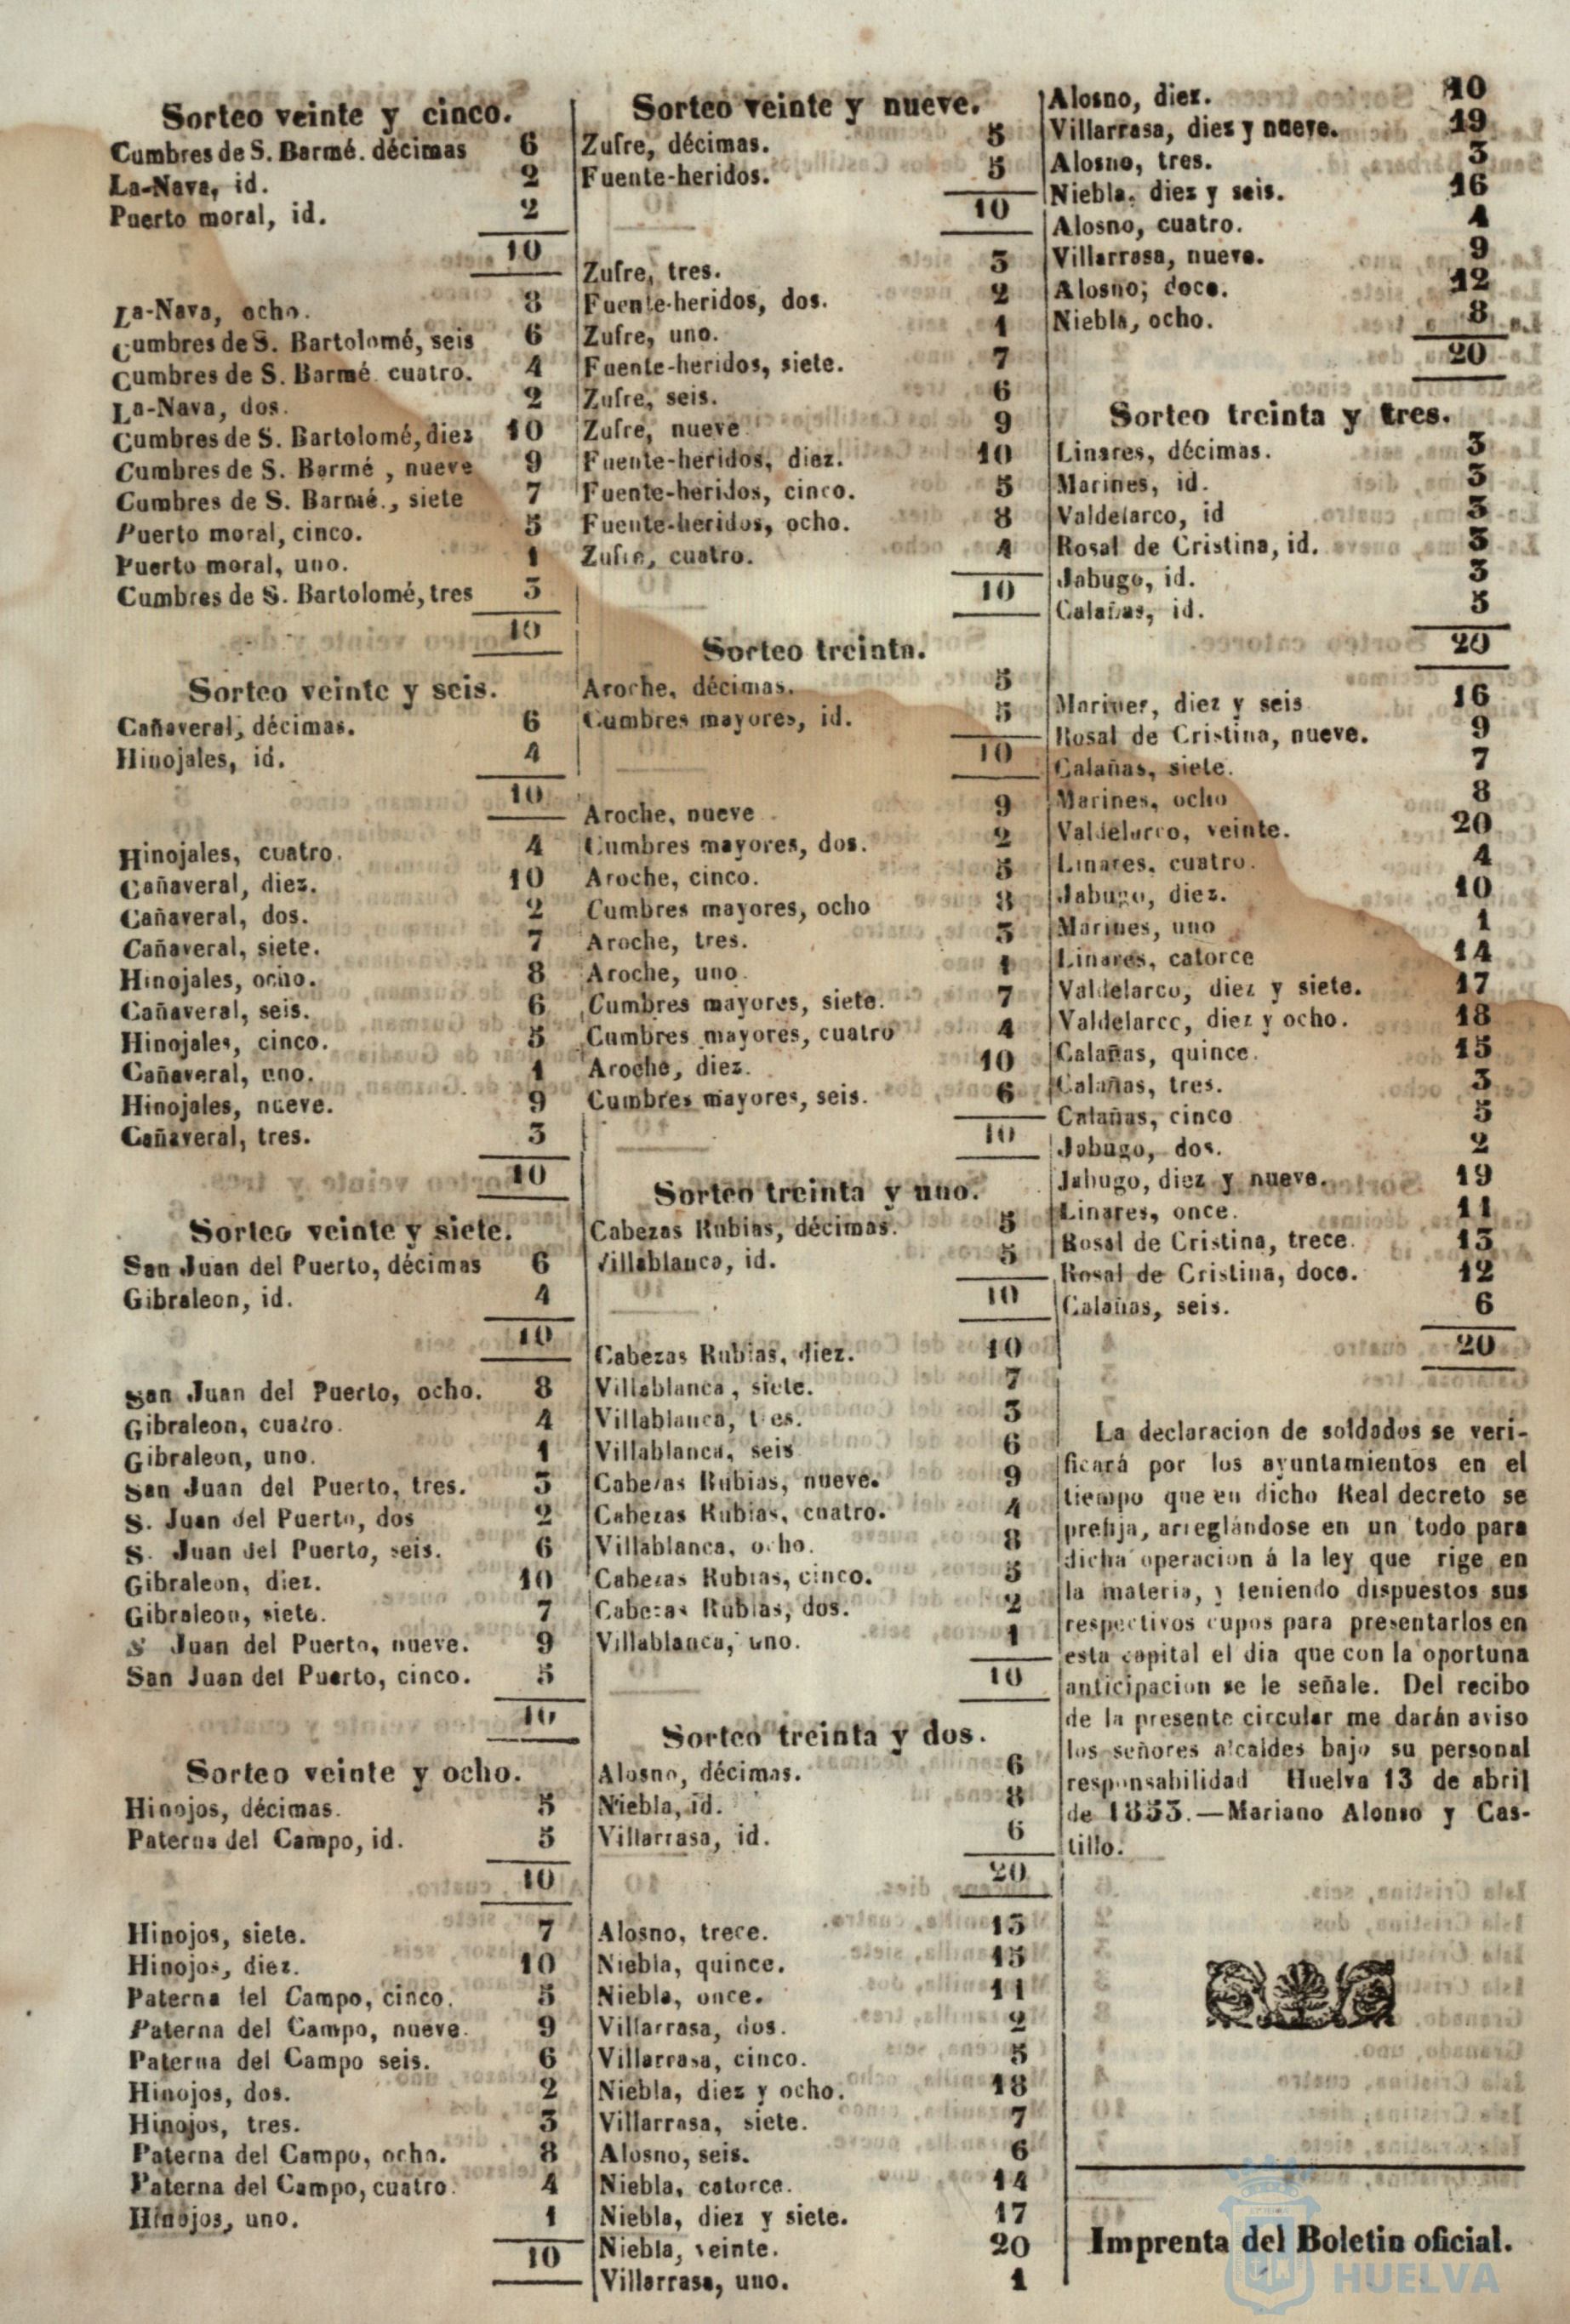 Sorteo veinte y cinco.
Cumbres de S. Barmé. décimas 6
La-Nava, id. 2
Puerto moral, id. 2
10
La-Nava, ocho. 8
Cumbres de S. Bartolomé, seis 6
Cumbres de S. Barmé cuatro. 4
La-Nava, dos. 2
Cumbres de S. Bartolomé, diez 10
Cumbres de S. Barmé, nueve 9
Cumbres de S. Barmé., siete 7
Puerto moral, cinco. 5
Puerto moral, uno. 1
Cumbres de S. Bartolomé, tres 3
10
Sorteo veinte y seis.
Cañaveral, décimas. 6
Hinojales, id. 4
10
Hinojales, cuatro. 4
Cañaveral, diez. 10
Cañaveral, dos. 2
Cañaveral, siete. 7
Hinojales, ocho. 8
Cañaveral, seis. 6
Hinojales, cinco. 5
Cañaveral, uno. 1
Hinojales, nueve. 9
Cañaveral, tres. 3
10
Sorteo veinte y siete.
San Juan del Puerto, décimas 6
Gibraleon, id. 4
10
San Juan del Puerto, ocho. 8
Gibraleon, cuatro. 4
Gibraleon, uno. 1
San Juan del Puerto, tres. 3
S. Juan del Puerto, dos 2
S. Juan del Puerto, seis. 6
Gibraleon, diez. 10
Gibraleon, siete. 7
S Juan del Puerto, nueve. 9
San Juan del Puerto, cinco. 5
10
Sorteo veinte y ocho.
Hinojos, décimas. 5
Paterna del Campo, id. 5
10
Hinojos, siete. 7
Hinojos, diez. 10
Paterna del Campo, cinco. 5
Paterna del Campo, nueve. 9
Paterna del Campo seis. 6
Hinojos, dos. 2
Hinojos, tres. 3
Paterna del Campo, ocho. 8
Paterna del Campo, cuatro. 4
Hinojos, uno. 1
10
Sorteo veinte y nueve.
Zufre, décimas. 5
Fuente-heridos. 5
10
Zufre, tres. 3
Fuente-heridos, dos. 2
Zufre, uno. 1
Fuente-heridos, siete. 7
Zufre, seis. 6
Zufre, nueve 9
Fuente-heridos, diez. 10
Fuente-heridos, cinco. 5
Fuente-heridos, ocho. 8
Zufre, cuatro. 4
10
Sorteo treinta.
Aroche, décimas. 5
Cumbres mayores, id. 5
10
Aroche, nueve 9
Cumbres mayores, dos. 2
Aroche, cinco. 5
Cumbres mayores, ocho 8
Aroche, tres. 3
Aroche, uno. 1
Cumbres mayores, siete. 7
Cumbres mayores, cuatro 4
Aroche, diez. 10
Cumbres mayores, seis. 6
10
Sorteo treinta y uno.
Cabezas Rubias, décimas. 5
Villablanca, id. 5
10
Cabezas Rubias, diez. 10
Villablanca, siete. 7
Villablanca, tres. 3
Villablanca, seis 6
Cabezas Rubias, nueve. 9
Cabezas Rubias, cuatro. 4
Villablanca, ocho. 8
Cabezas Rubias, cinco. 5
Cabezas Rubias, dos. 2
Villablanca, uno. 1
10
Sorteo treinta y dos.
Alosno, décimas. 6
Niebla, id. 8
Villarrasa, id. 6
20
Alosno, trece. 13
Niebla, quince. 15
Niebla, once. 11
Villarrasa, dos. 2
Villarrasa, cinco. 5
Niebla, diez y ocho. 18
Villarrasa, siete. 7
Alosno, seis. 6
Niebla, catorce. 14
Niebla, diez y siete. 17
Niebla, veinte. 20
Villarrasa, uno. 1
Alosno, diez. 10
Villarrasa, diez y nueve. 19
Alosno, tres. 3
Niebla, diez y seis. 16
Alosno, cuatro. 4
Villarrasa, nueve. 9
Alosno; doce. 12
Niebla, ocho. 8
20
Sorteo treinta y tres.
Linares, décimas. 3
Marines, id. 3
Valdelarco, id 3
Rosal de Cristina, id. 3
Jabugo, id. 3
Calañas, id. 5
20
Marines, diez y seis 16
Rosal de Cristina, nueve. 9
Calañas, siete. 7
Marines, ocho 8
Valdelarco, veinte. 20
Linares, cuatro. 4
Jabugo, diez. 10
Marines, uno 1
Linares, catorce 14
Valdelarco, diez y siete. 17
Valdelarcc, diez y ocho. 18
Calañas, quince. 15
Calañas, tres. 3
Calañas, cinco 5
Jabugo, dos. 2
Jabugo, diez y nueve. 19
Linares, once. 11
Rosal de Cristina, trece. 13
Rosal de Cristina, doce. 12
Calañas, seis. 6
20
La declaracion de soldados se veri-
ficará por los ayuntamientos en el
tiempo que en dicho Real decreto se
prefija, arreglándose en un todo para
dicha operacion á la ley que rige en
la materia, y teniendo dispuestos sus
respectivos cupos para presentarlos en
esta capital el dia que con la oportuna
anticipacion se le señale. Del recibo
de la presente circular me darán aviso
los señores alcaldes bajo su personal
responsabilidad Huelva 13 de abril
de 1853.—Mariano Alonso y Cas-
tillo.
Imprenta del Boletin oficial.
HUELVA